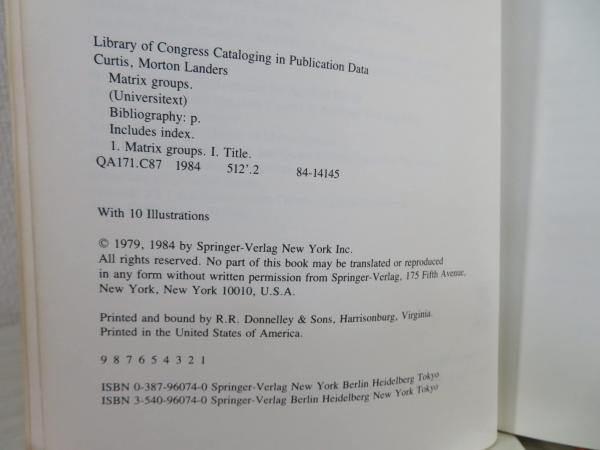 Library of Congress Cataloging in Publication Data
Curtis, Morton Landers
Matrix groups.
(Universitext)
Bibliography: p.
Includes index.
1. Matrix groups. I. Title.
QA171.C87 1984 512'.2 84-14145
With 10 Illustrations
© 1979, 1984 by Springer-Verlag New York Inc.
All rights reserved. No part of this book may be translated or reproduced
in any form without written permission from Springer-Verlag, 175 Fifth Avenue,
New York, New York 10010, U.S.A.
Printed and bound by R.R. Donnelley & Sons, Harrisonburg, Virginia.
Printed in the United States of America.
9 8 7 6 5 4 3 2 1
ISBN 0-387-96074-0 Springer-Verlag New York Berlin Heidelberg Tokyo
ISBN 3-540-96074-0 Springer-Verlag Berlin Heidelberg New York Tokyo